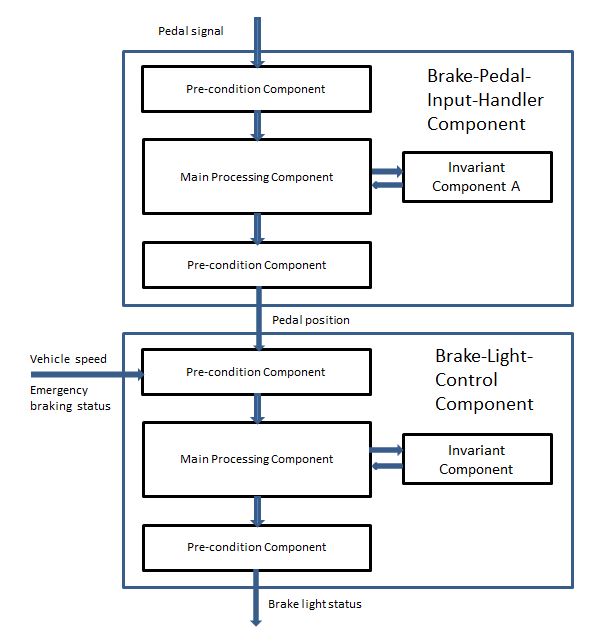 Pedal signal
Pre-condition Component
Brake-Pedal-
Input-Handler
Component
Main Processing Component
Invariant
Component A
Pre-condition Component
Pedal position
Vehicle speed
Emergency
braking status
Pre-condition Component
Brake-Light-
Control
Component
Main Processing Component
Invariant
Component
Pre-condition Component
Brake light status